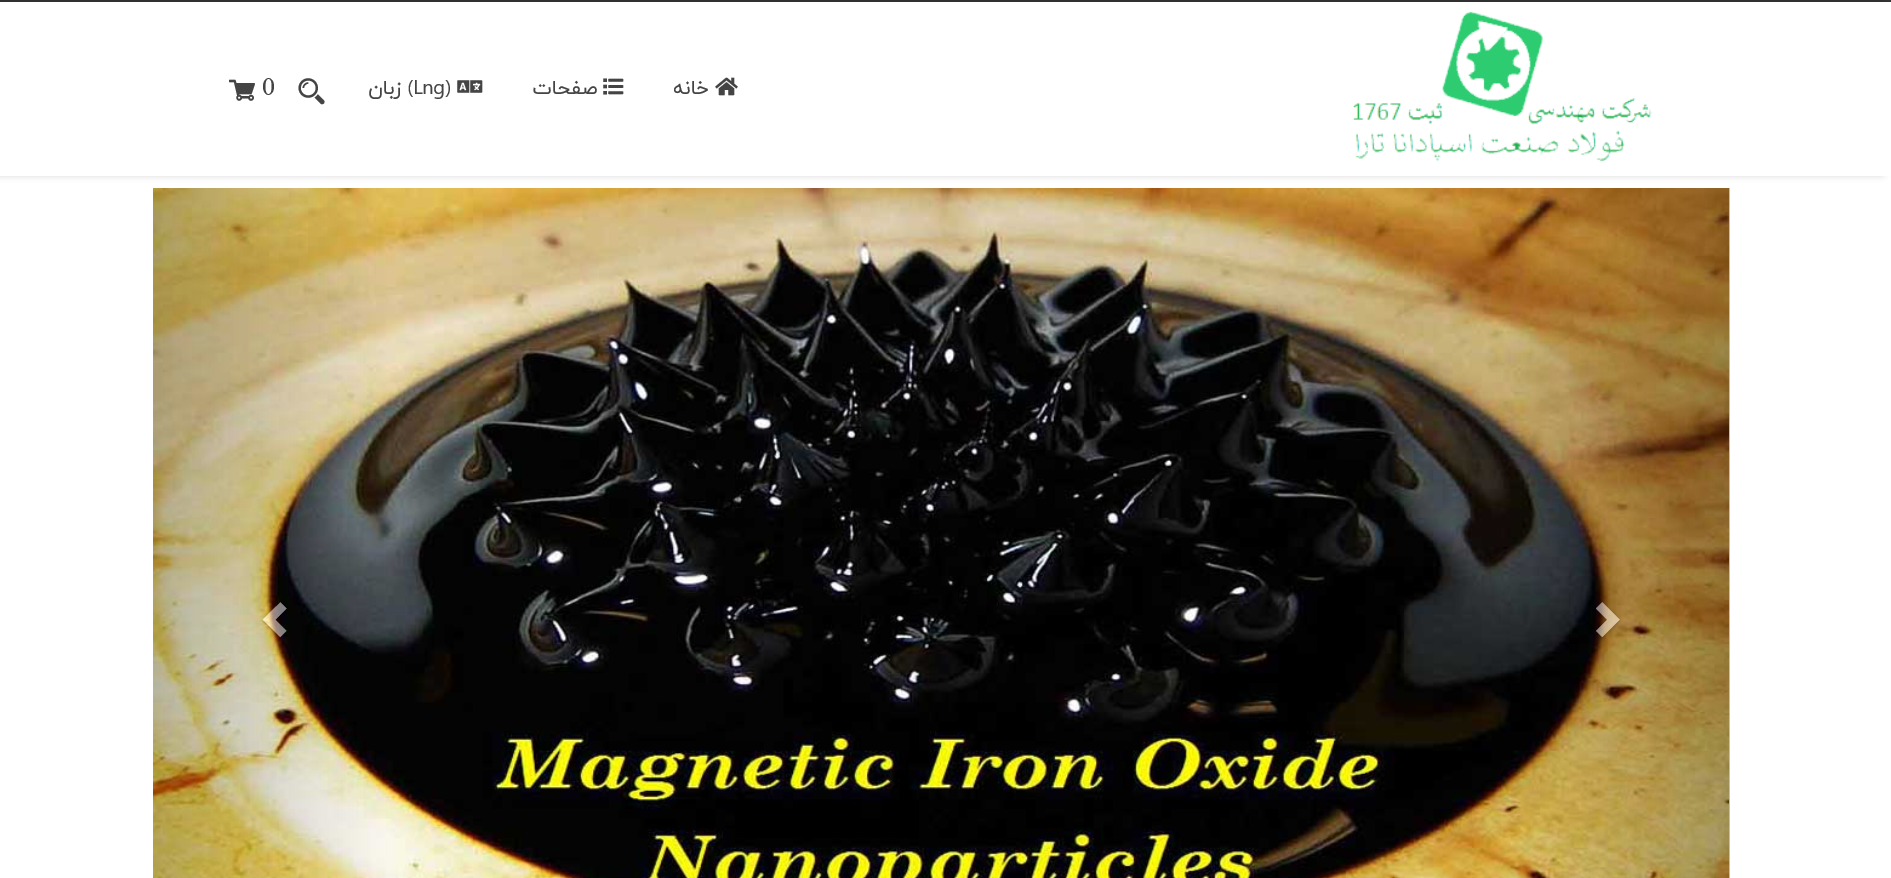 شرکت مهندسی ثبت 1767
فولاد صنعت اسپادانا تارا
خانه
صفحات
زبان (Lng)
0
Magnetic Iron Oxide
Nanoparticles